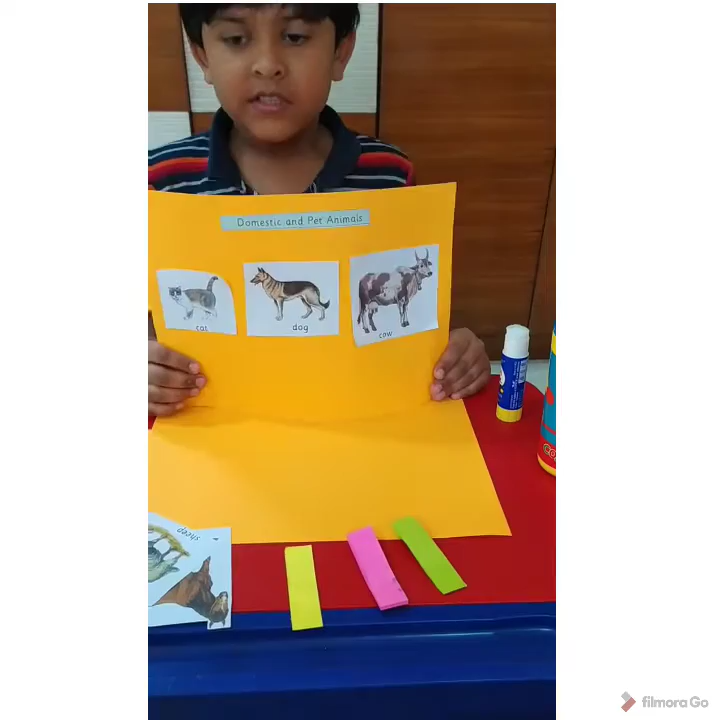 Domestic and Pet Animals
cat
dog
cow
sheep
filmora Go